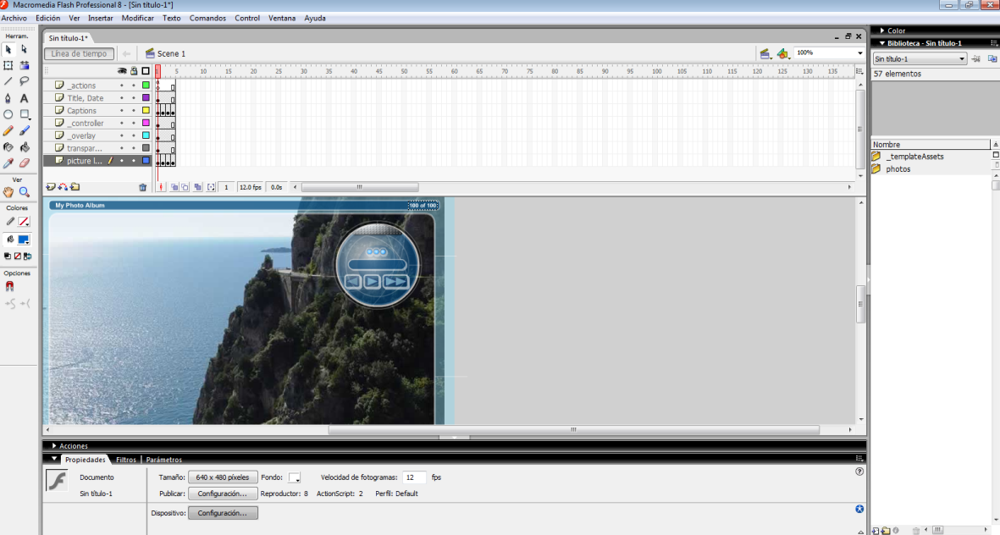 Macromedia Flash Professional 8 - [Sin título-1*]
Archivo Edición Ver Insertar Modificar Texto Comandos Control Ventana Ayuda
Herram.
Ver
Colores
Opciones
Sin título-1*
Línea de tiempo Scene 1 100%
1 5 10 15 20 25 30 35 40 45 50 55 60 65 70 75 80 85 90 95 100 105 110 115 120 125 130 135
_actions
Title, Date
Captions
_controller
_overlay
transpar...
picture l...
1 12.0 fps 0.0s
My Photo Album 100 of 100
Acciones
Propiedades Filtros Parámetros
Documento Tamaño: 640 x 480 píxeles Fondo: Velocidad de fotogramas: 12 fps
Sin título-1 Publicar: Configuración... Reproductor: 8 ActionScript: 2 Perfil: Default
Dispositivo: Configuración...
Color
Biblioteca - Sin título-1
Sin título-1
57 elementos
Nombre
_templateAssets
photos